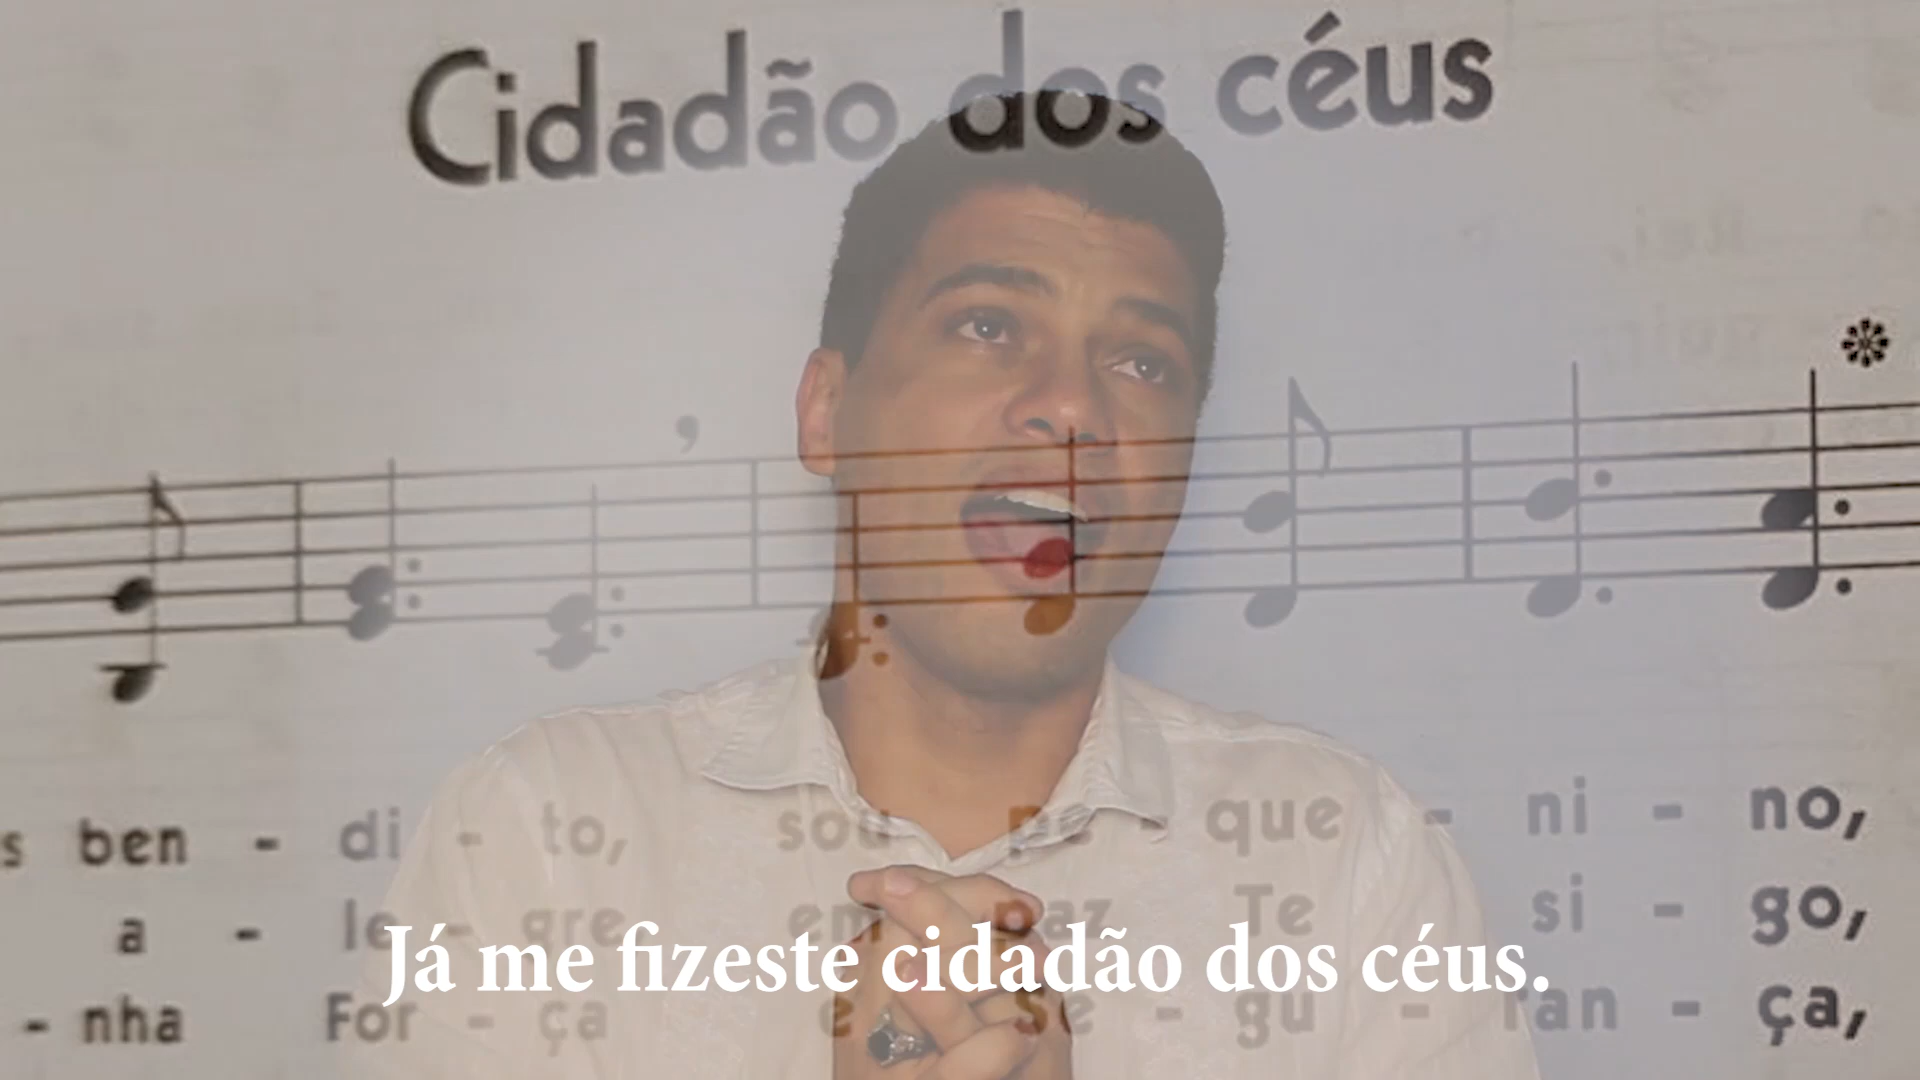 Cidadão dos céus
s ben - di - to, sou pe - que - ni - no,
a - le - gre em paz Te si - go,
- nha For - ça e se - gu - ran - ça,
Já me fizeste cidadão dos céus.